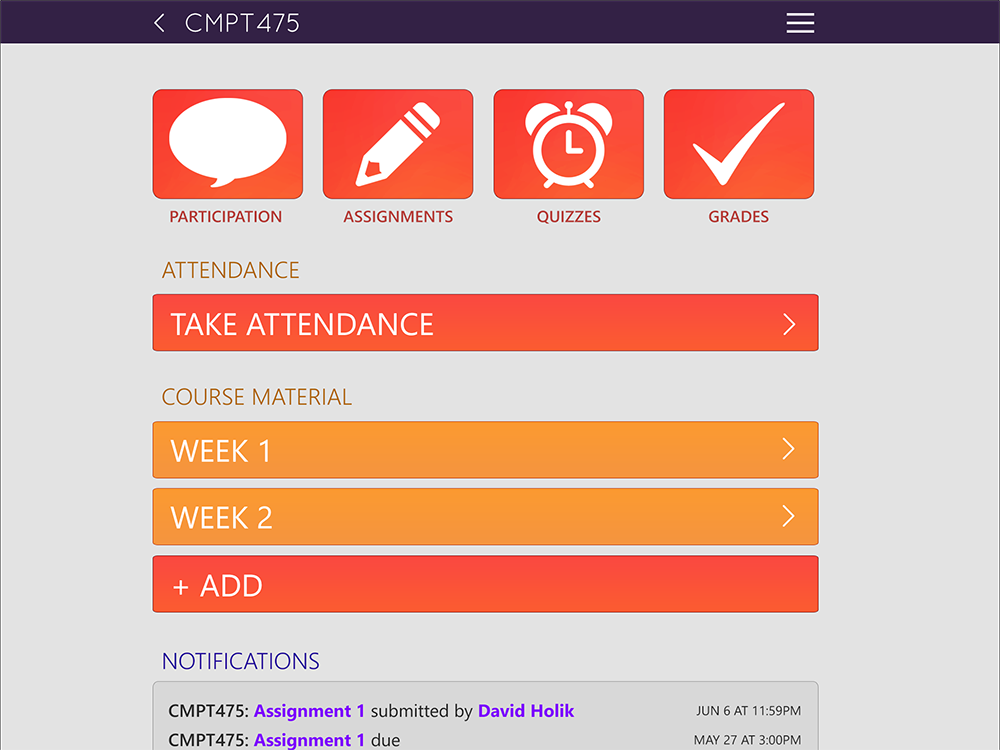 CMPT475
PARTICIPATION ASSIGNMENTS QUIZZES GRADES
ATTENDANCE
TAKE ATTENDANCE
COURSE MATERIAL
WEEK 1
WEEK 2
+ ADD
NOTIFICATIONS
CMPT475: Assignment 1 submitted by David Holik JUN 6 AT 11:59PM
CMPT475: Assignment 1 due MAY 27 AT 3:00PM